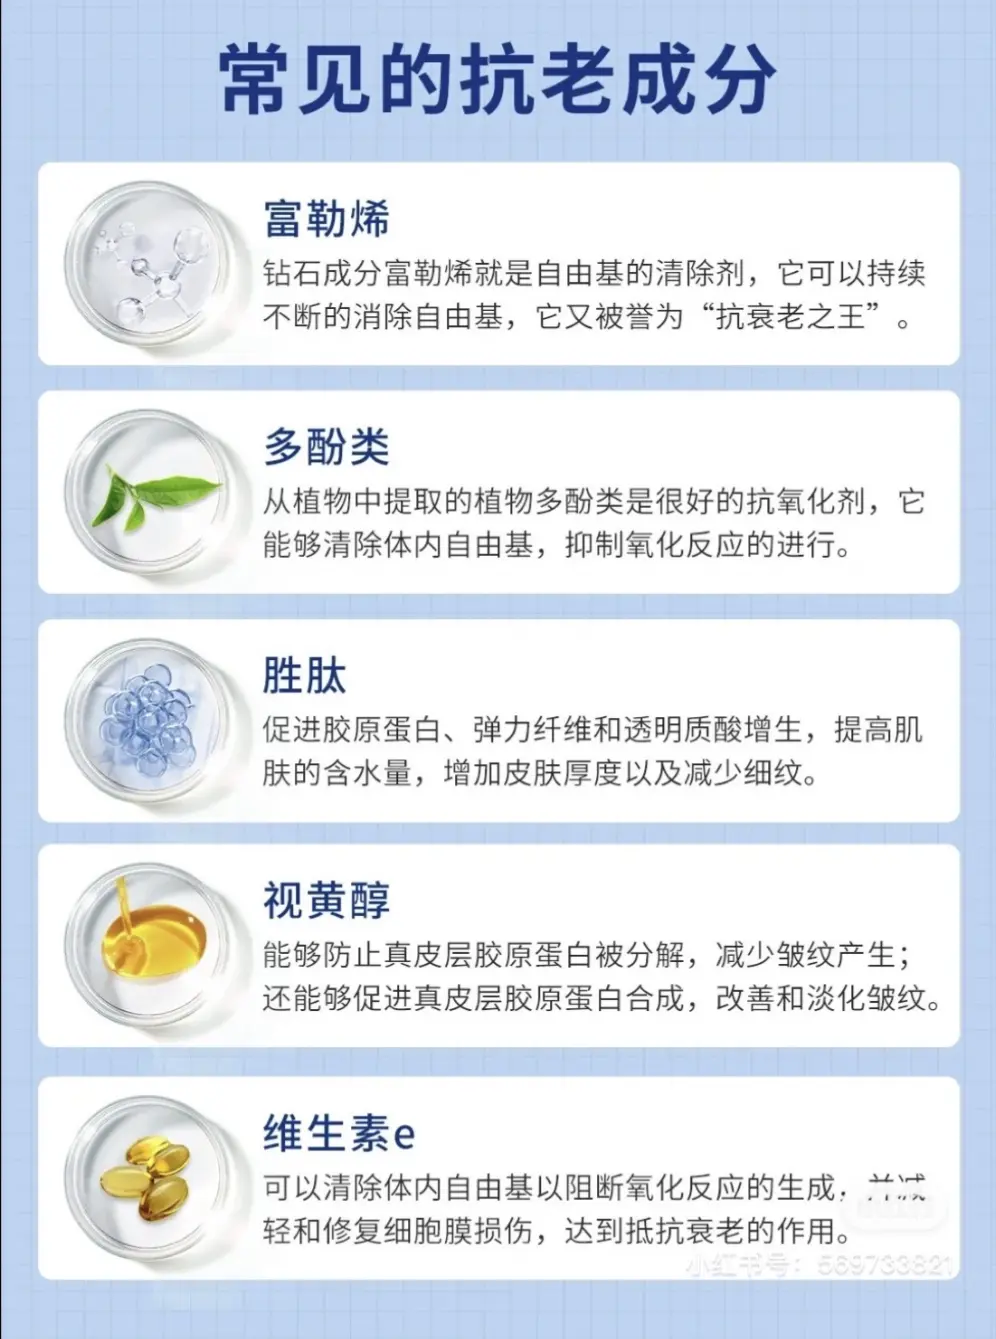 常见的抗老成分
富勒烯
钻石成分富勒烯就是自由基的清除剂，它可以持续
不断的消除自由基，它又被誉为“抗衰老之王”。
多酚类
从植物中提取的植物多酚类是很好的抗氧化剂，它
能够清除体内自由基，抑制氧化反应的进行。
胜肽
促进胶原蛋白、弹力纤维和透明质酸增生，提高肌
肤的含水量，增加皮肤厚度以及减少细纹。
视黄醇
能够防止真皮层胶原蛋白被分解，减少皱纹产生；
还能够促进真皮层胶原蛋白合成，改善和淡化皱纹。
维生素e
可以清除体内自由基以阻断氧化反应的生成，并减
轻和修复细胞膜损伤，达到抵抗衰老的作用。
小红书号：569733821